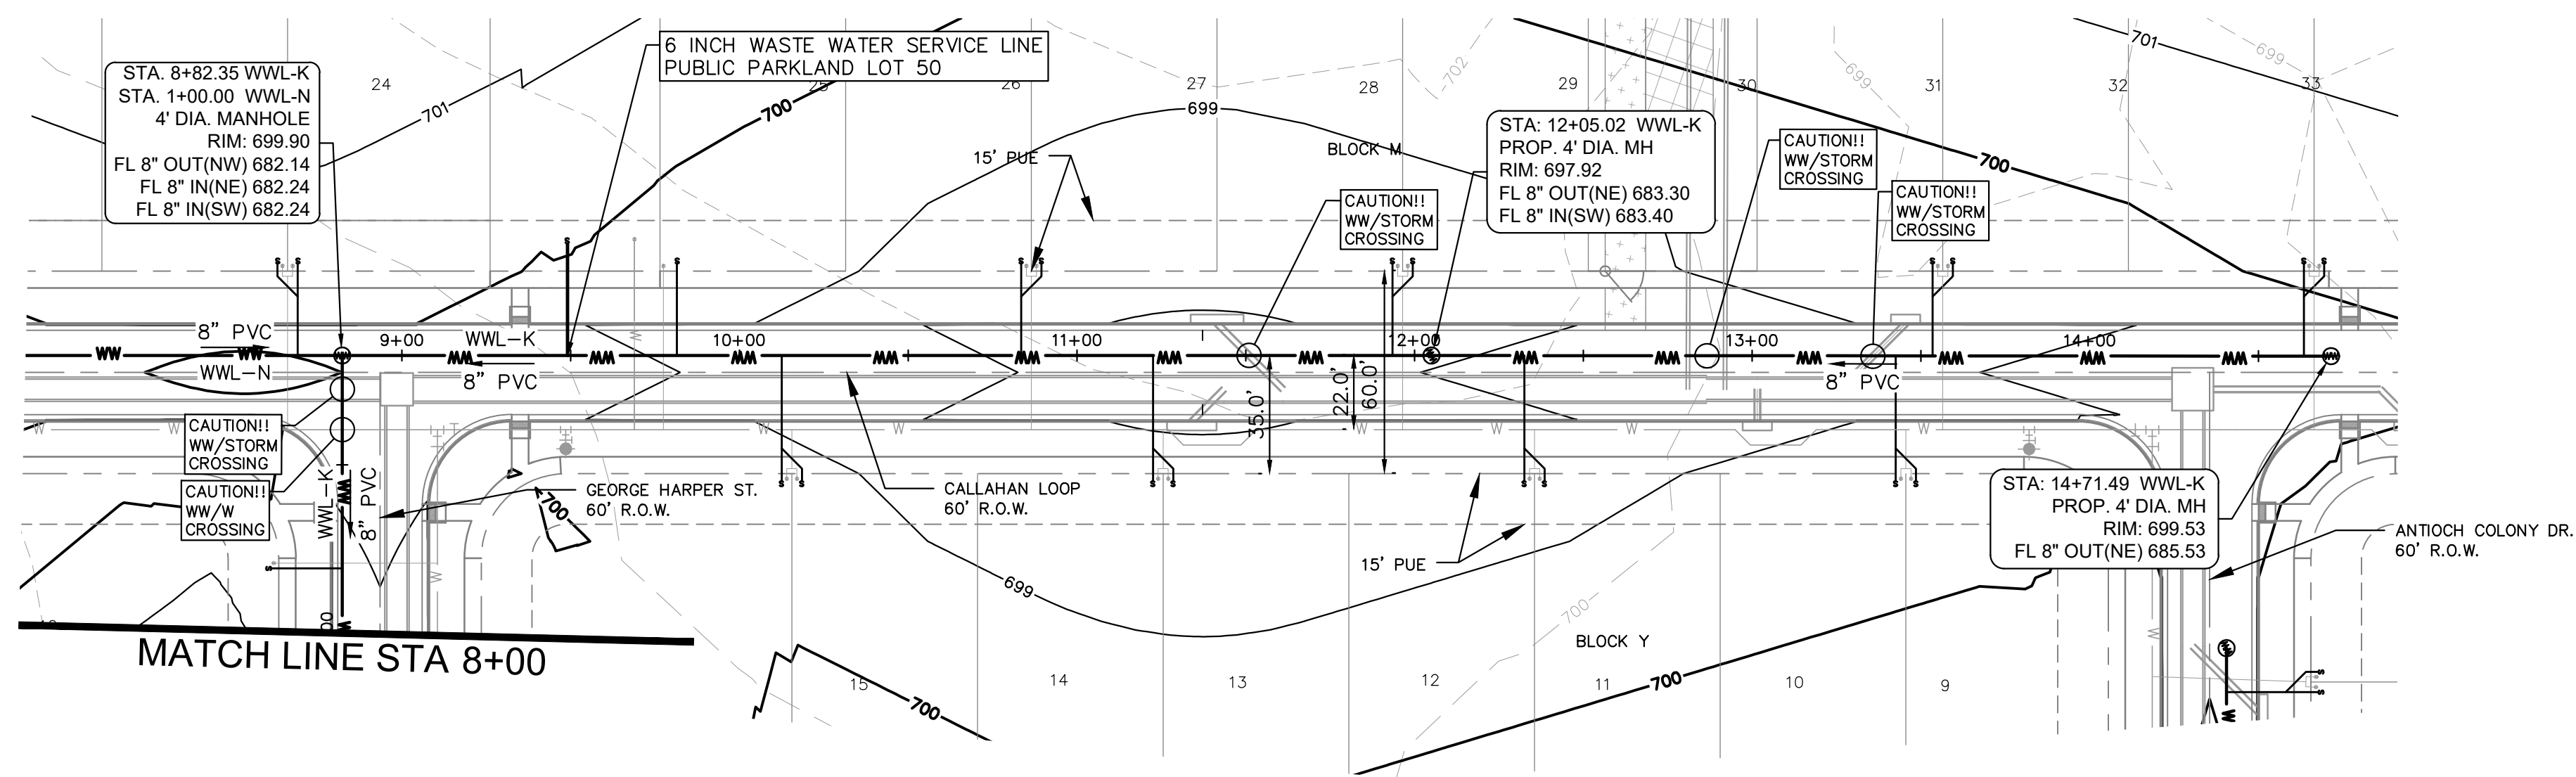 STA. 8+82.35 WWL-K
STA. 1+00.00 WWL-N
4' DIA. MANHOLE
RIM: 699.90
FL 8" OUT(NW) 682.14
FL 8" IN(NE) 682.24
FL 8" IN(SW) 682.24
24
701
6 INCH WASTE WATER SERVICE LINE
PUBLIC PARKLAND LOT 50
25
700
26
27
699
15' PUE
28
702
BLOCK M
CAUTION!!
WW/STORM
CROSSING
STA: 12+05.02 WWL-K
PROP. 4' DIA. MH
RIM: 697.92
FL 8" OUT(NE) 683.30
FL 8" IN(SW) 683.40
29
30
CAUTION!!
WW/STORM
CROSSING
699
31
CAUTION!!
WW/STORM
CROSSING
700
701
32
699
33
8" PVC
9+00
WWL-K
10+00
11+00
12+00
13+00
14+00
WW
WW
WWL-N
8" PVC
8" PVC
35.0'
22.0'
60.0'
CAUTION!!
WW/STORM
CROSSING
CAUTION!!
WW/W
CROSSING
WWL-K
8" PVC
GEORGE HARPER ST.
60' R.O.W.
700
CALLAHAN LOOP
60' R.O.W.
699
15' PUE
700
STA: 14+71.49 WWL-K
PROP. 4' DIA. MH
RIM: 699.53
FL 8" OUT(NE) 685.53
ANTIOCH COLONY DR.
60' R.O.W.
MATCH LINE STA 8+00
BLOCK Y
15
700
14
13
12
11
700
10
9